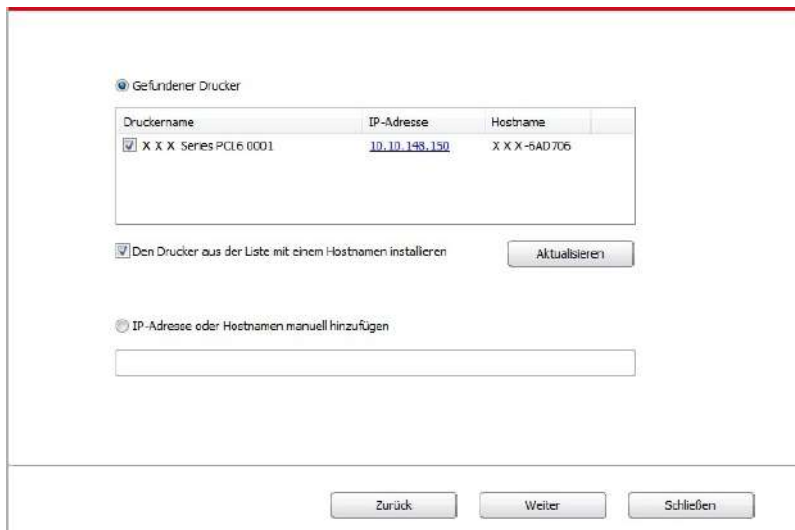 Gefundener Drucker
Druckername IP-Adresse Hostname
X X X Series PCL6 0001 10.10.148.150 X X X-6AD706
Den Drucker aus der Liste mit einem Hostnamen installieren
Aktualisieren
IP-Adresse oder Hostnamen manuell hinzufügen
Zurück Weiter Schließen